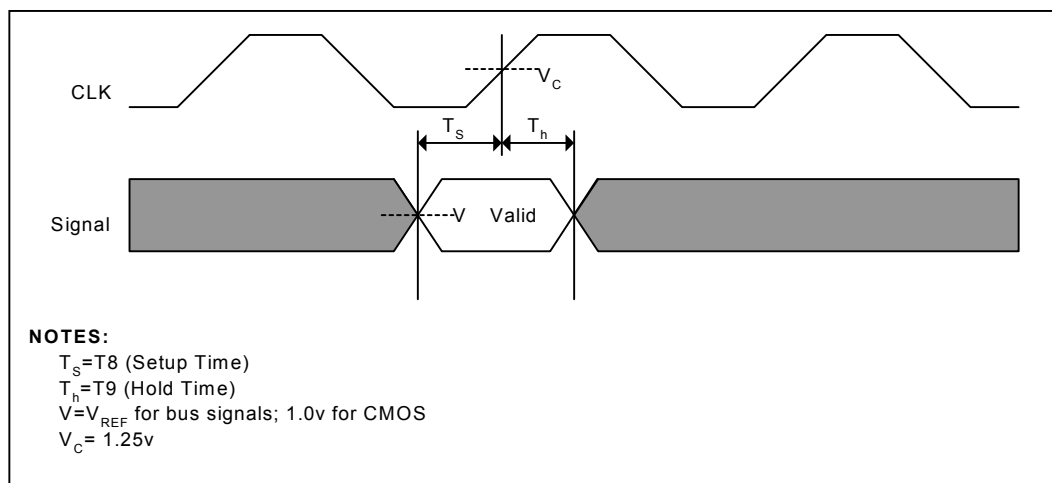 CLK
V_C
T_S T_h
Signal
V Valid
NOTES:
T_S=T8 (Setup Time)
T_h=T9 (Hold Time)
V=V_REF for bus signals; 1.0v for CMOS
V_C= 1.25v